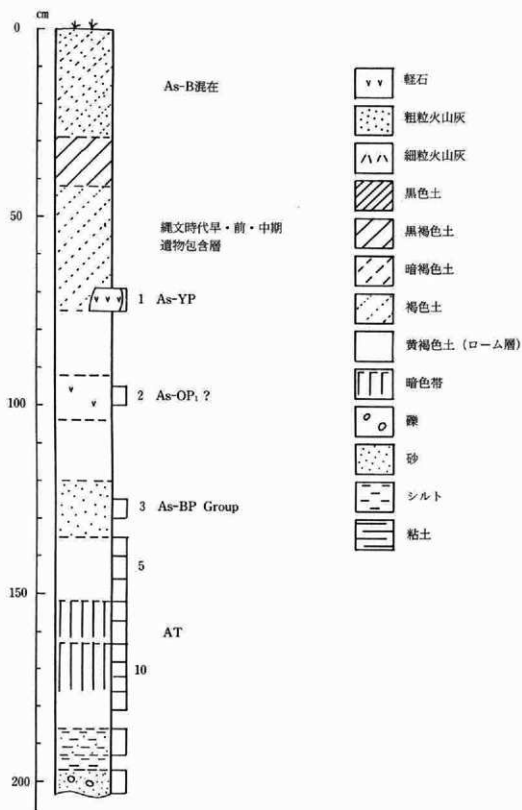 cm
0
50
100
150
200
As-B混在
縄文時代早・前・中期
遺物包含層
1 As-YP
2 As-OP₁ ?
3 As-BP Group
5
AT
10
軽石
粗粒火山灰
細粒火山灰
黒色土
黒褐色土
暗褐色土
褐色土
黄褐色土(ローム層)
暗色帯
礫
砂
シルト
粘土